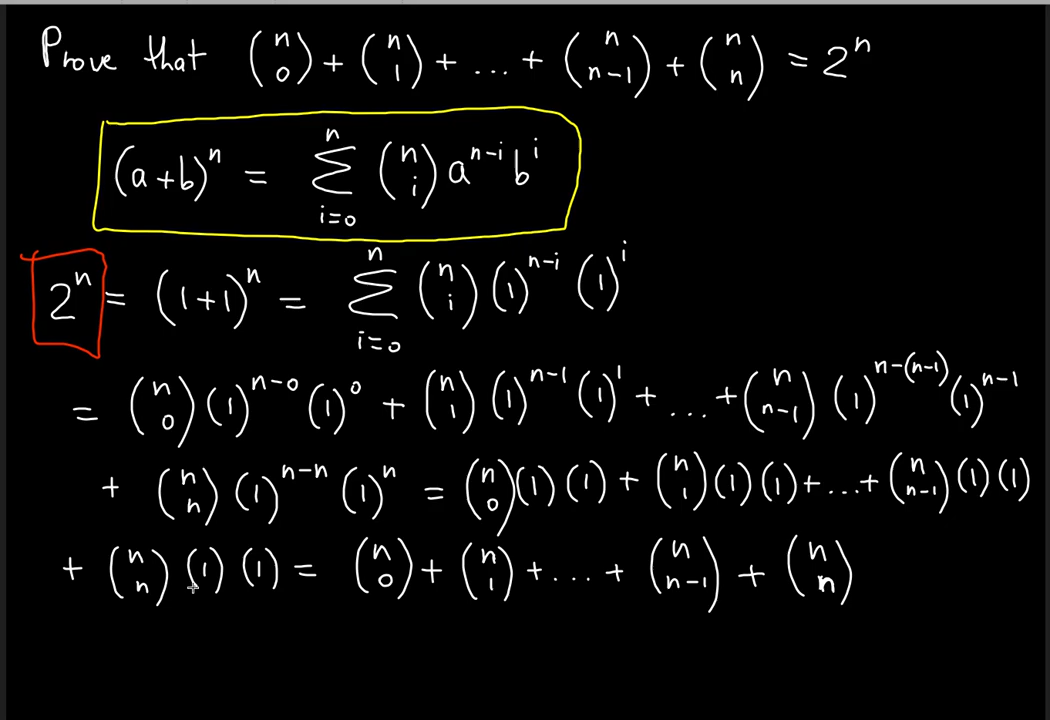 Prove that (n 0) + (n 1) + ... + (n n-1) + (n n) = 2^n
(a+b)^n = Σ_{i=0}^{n} (n i) a^{n-i} b^i
2^n = (1+1)^n = Σ_{i=0}^{n} (n i) (1)^{n-i} (1)^i
= (n 0) (1)^{n-0} (1)^0 + (n 1) (1)^{n-1} (1)^1 + ... + (n n-1) (1)^{n-(n-1)} (1)^{n-1}
+ (n n) (1)^{n-n} (1)^n = (n 0) (1) (1) + (n 1) (1) (1) + ... + (n n-1) (1) (1)
+ (n n) (1) (1) = (n 0) + (n 1) + ... + (n n-1) + (n n)